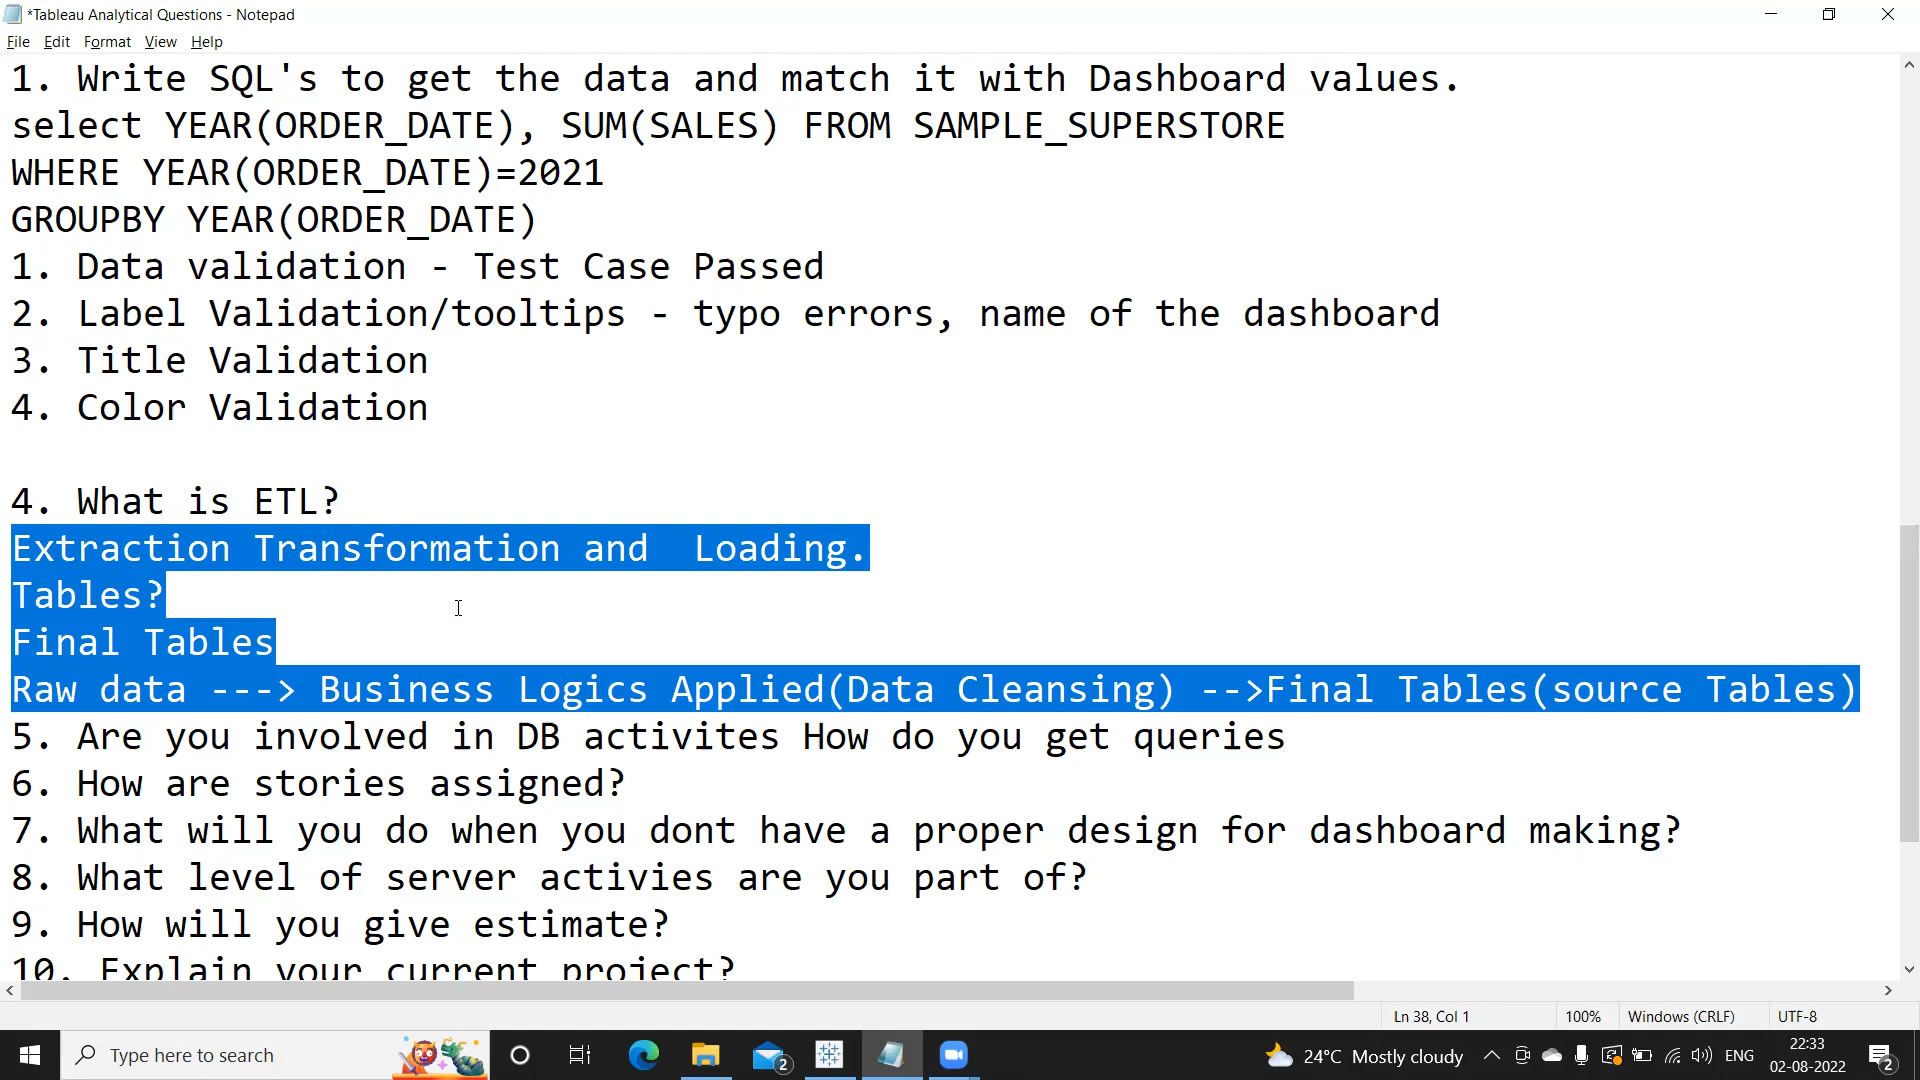 *Tableau Analytical Questions - Notepad
File Edit Format View Help
1. Write SQL's to get the data and match it with Dashboard values.
select YEAR(ORDER_DATE), SUM(SALES) FROM SAMPLE_SUPERSTORE
WHERE YEAR(ORDER_DATE)=2021
GROUPBY YEAR(ORDER_DATE)
1. Data validation - Test Case Passed
2. Label Validation/tooltips - typo errors, name of the dashboard
3. Title Validation
4. Color Validation
4. What is ETL?
Extraction Transformation and  Loading.
Tables?
Final Tables
Raw data ---> Business Logics Applied(Data Cleansing) -->Final Tables(source Tables)
5. Are you involved in DB activites How do you get queries
6. How are stories assigned?
7. What will you do when you dont have a proper design for dashboard making?
8. What level of server activies are you part of?
9. How will you give estimate?
10. Explain your current project?
Ln 38, Col 1 100% Windows (CRLF) UTF-8
Type here to search
2
24°C Mostly cloudy
ENG
22:33
02-08-2022
2